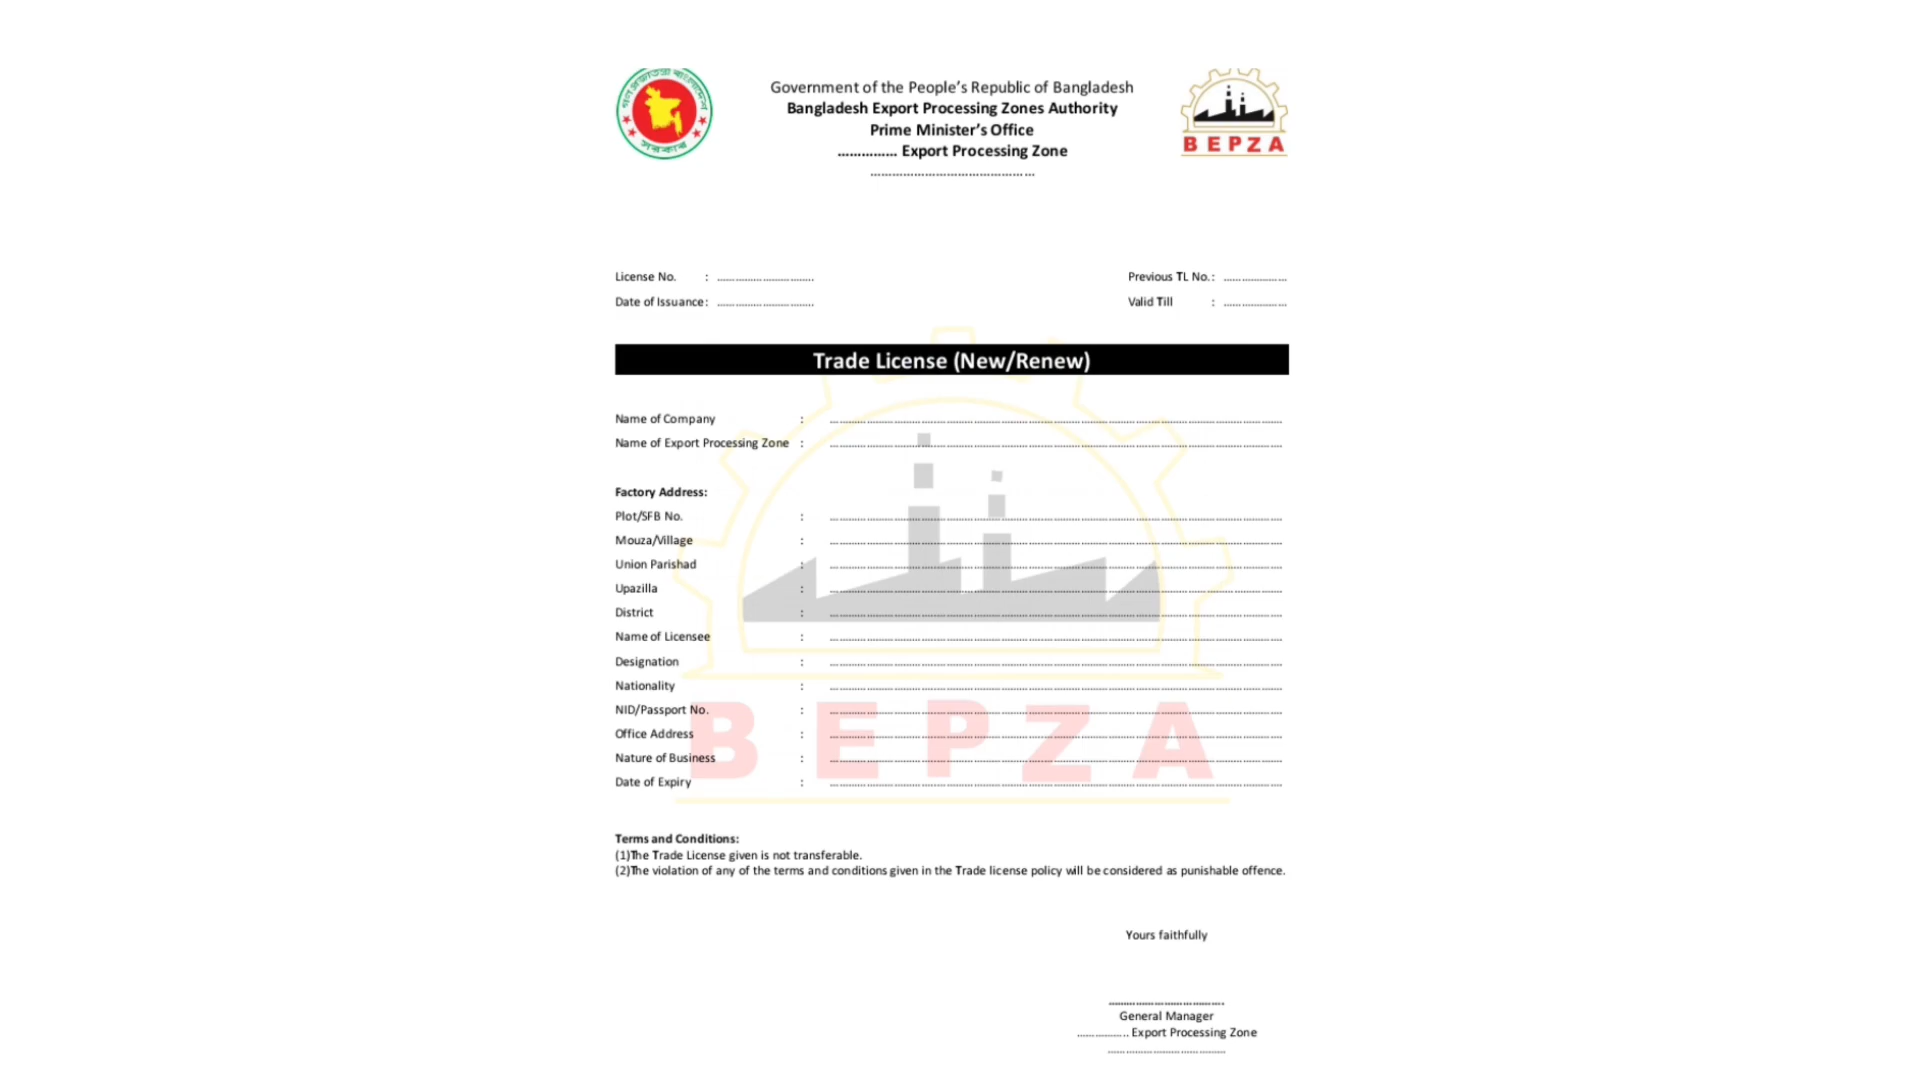 গণপ্রজাতন্ত্রী বাংলাদেশ
সরকার
Government of the People's Republic of Bangladesh
Bangladesh Export Processing Zones Authority
Prime Minister's Office
............... Export Processing Zone
.............................................
BEPZA
License No. : ................................
Previous TL No. : .....................
Date of Issuance : ................................
Valid Till : .....................
Trade License (New/Renew)
Name of Company : ................................................................................
Name of Export Processing Zone : ................................................................................
Factory Address:
Plot/SFB No. : ................................................................................
Mouza/Village : ................................................................................
Union Parishad : ................................................................................
Upazilla : ................................................................................
District : ................................................................................
Name of Licensee : ................................................................................
Designation : ................................................................................
Nationality : ................................................................................
NID/Passport No. : ................................................................................
Office Address : ................................................................................
Nature of Business : ................................................................................
Date of Expiry : ................................................................................
BEPZA
Terms and Conditions:
(1)The Trade License given is not transferable.
(2)The violation of any of the terms and conditions given in the Trade license policy will be considered as punishable offence.
Yours faithfully
......................................
General Manager
................. Export Processing Zone
.......................................